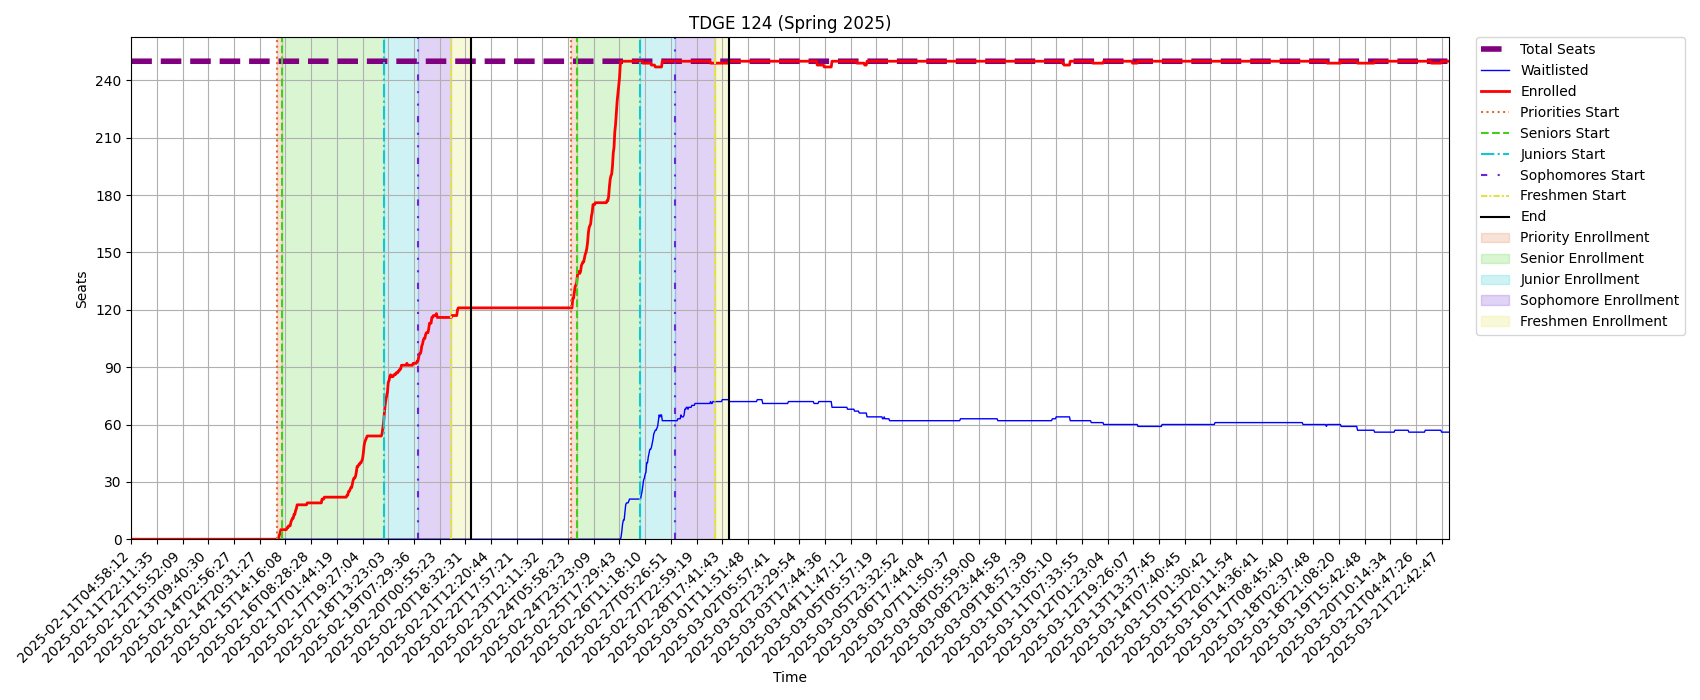 TDGE 124 (Spring 2025)
Total Seats
Waitlisted
Enrolled
Priorities Start
Seniors Start
Juniors Start
Sophomores Start
Freshmen Start
End
Priority Enrollment
Senior Enrollment
Junior Enrollment
Sophomore Enrollment
Freshmen Enrollment
Seats
240
210
180
150
120
90
60
30
0
2025-02-11T04:58:12
2025-02-11T22:11:35
2025-02-12T15:52:09
2025-02-13T09:40:30
2025-02-14T02:56:27
2025-02-14T20:31:27
2025-02-15T14:16:08
2025-02-16T08:28:28
2025-02-17T01:44:19
2025-02-17T19:27:04
2025-02-18T13:23:03
2025-02-19T07:29:36
2025-02-20T00:55:23
2025-02-20T18:32:31
2025-02-21T12:20:44
2025-02-22T17:57:21
2025-02-23T12:11:32
2025-02-24T05:58:23
2025-02-24T23:23:09
2025-02-25T17:29:43
2025-02-26T11:18:10
2025-02-27T05:26:51
2025-02-27T22:59:19
2025-02-28T17:41:43
2025-03-01T11:51:48
2025-03-02T05:57:41
2025-03-02T23:29:54
2025-03-03T17:44:36
2025-03-04T11:47:12
2025-03-05T05:57:19
2025-03-05T23:32:52
2025-03-06T17:44:04
2025-03-07T11:50:37
2025-03-08T05:59:00
2025-03-08T23:44:58
2025-03-09T18:57:39
2025-03-10T13:05:10
2025-03-11T07:33:55
2025-03-12T01:23:04
2025-03-12T19:26:07
2025-03-13T13:37:45
2025-03-14T07:40:45
2025-03-15T01:30:42
2025-03-15T20:11:54
2025-03-16T14:36:41
2025-03-17T08:45:40
2025-03-18T02:37:48
2025-03-18T21:08:20
2025-03-19T15:42:48
2025-03-20T10:14:34
2025-03-21T04:47:26
2025-03-21T22:42:47
Time